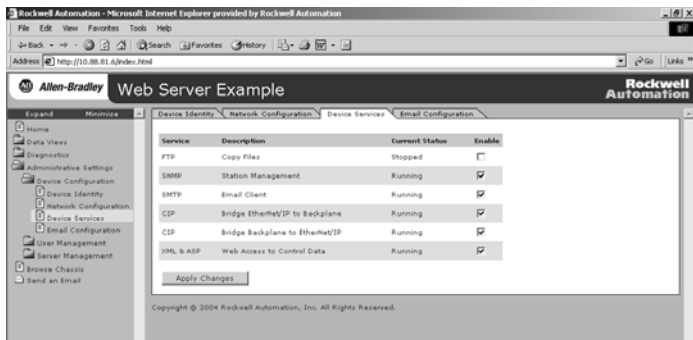 Rockwell Automation - Microsoft Internet Explorer provided by Rockwell Automation
File Edit View Favorites Tools Help
Back Search Favorites History
Address http://10.88.81.6/index.html Go Links
Allen-Bradley Web Server Example Rockwell Automation
Expand Minimize
Device Identity Network Configuration Device Services Email Configuration
Home
Data Views
Diagnostics
Administrative Settings
Device Configuration
Device Identity
Network Configuration
Device Services
Email Configuration
User Management
Server Management
Browse Chassis
Send an Email
Service Description Current Status Enable
FTP Copy Files Stopped
SNMP Station Management Running
SMTP Email Client Running
CIP Bridge EtherNet/IP to Backplane Running
CIP Bridge Backplane to EtherNet/IP Running
XML & ASP Web Access to Control Data Running
Apply Changes
Copyright © 2004 Rockwell Automation, Inc. All Rights Reserved.